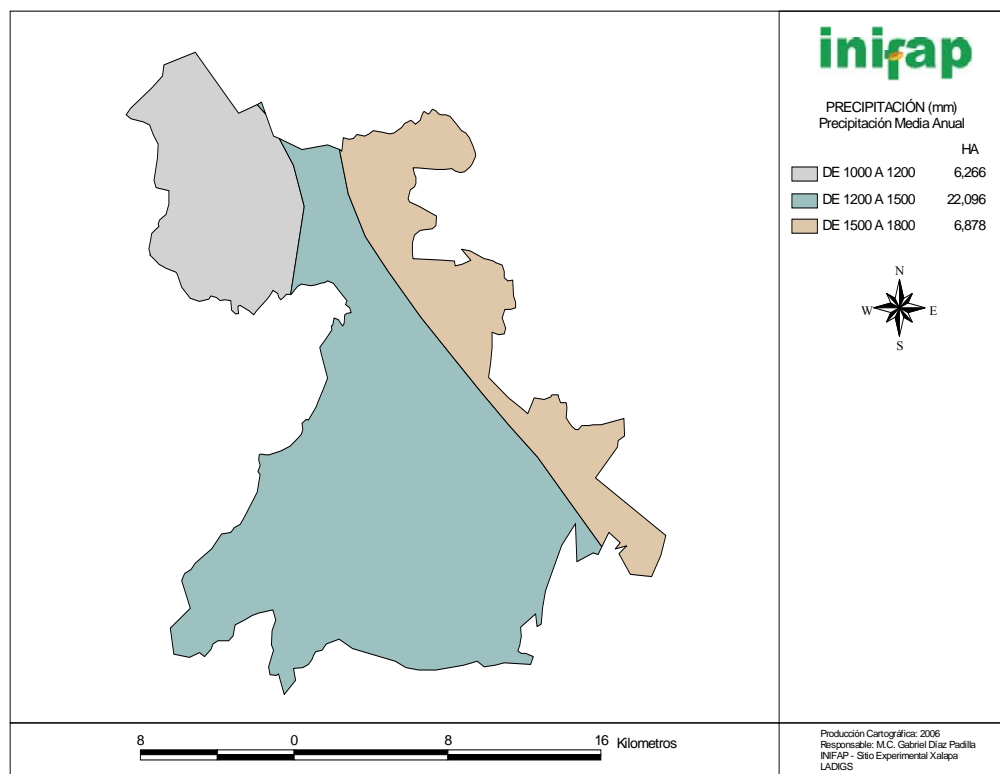 inifap
PRECIPITACIÓN (mm)
Precipitación Media Anual
HA
DE 1000 A 1200 6,266
DE 1200 A 1500 22,096
DE 1500 A 1800 6,878
N
W E
S
8 0 8 16 Kilometros
Producción Cartográfica: 2006
Responsable: M.C. Gabriel Díaz Padilla
INIFAP - Sitio Experimental Xalapa
LADIGS